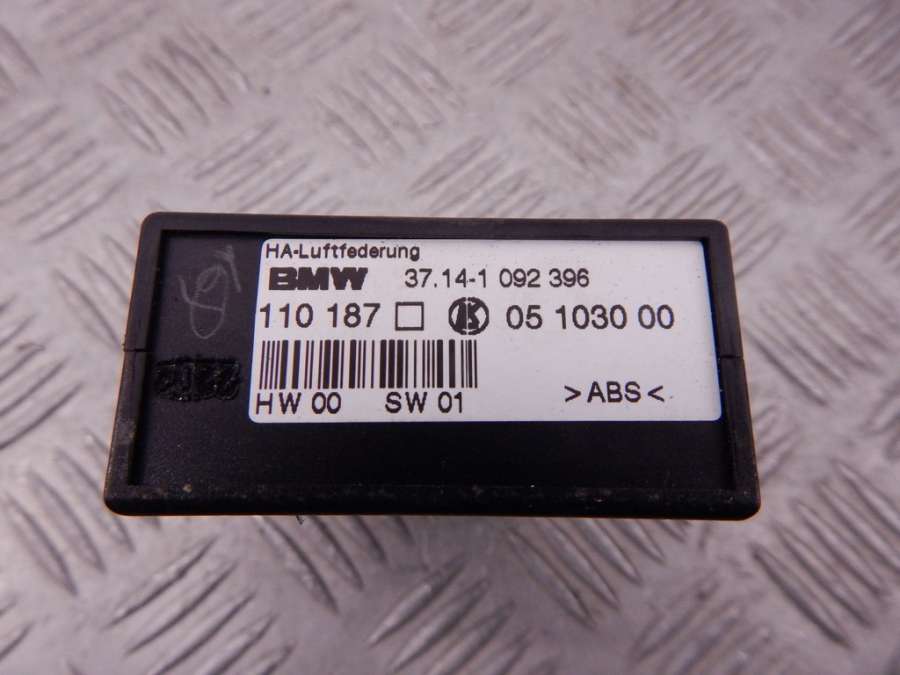 HA-Luftfederung
BMW 37.14-1 092 396
110 187 05 1030 00
HW 00 SW 01 >ABS<